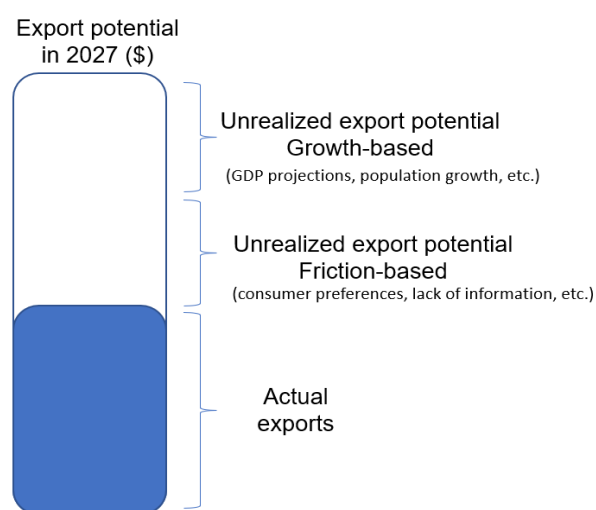 Export potential
in 2027 ($)
Unrealized export potential
Growth-based
(GDP projections, population growth, etc.)
Unrealized export potential
Friction-based
(consumer preferences, lack of information, etc.)
Actual
exports